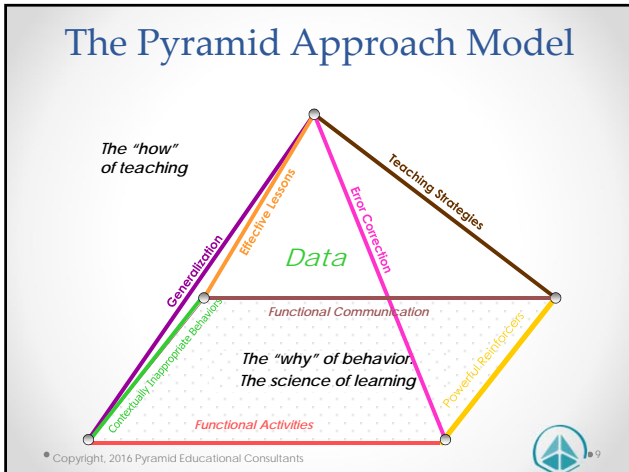 The Pyramid Approach Model
The "how"
of teaching
Generalization
Effective Lessons
Error Correction
Teaching Strategies
Data
Functional Communication
Contextually Inappropriate Behaviors
The "why" of behavior.
The science of learning
Powerful Reinforcers
Functional Activities
• Copyright, 2016 Pyramid Educational Consultants
• 9